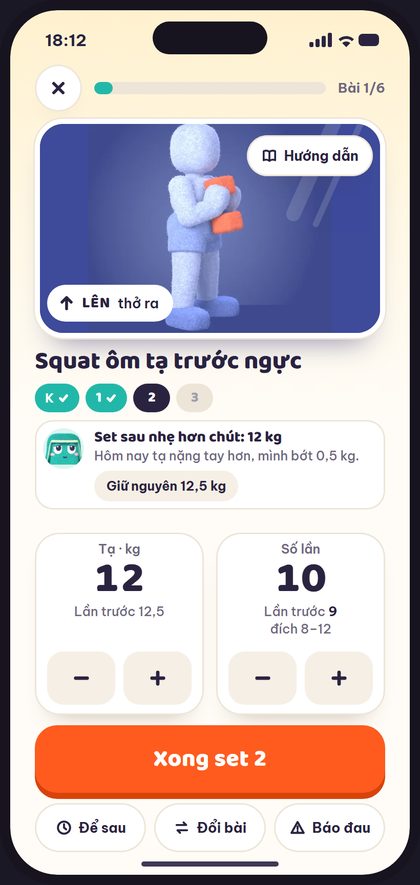 18:12
Bài 1/6
Hướng dẫn
LÊN thở ra
Squat ôm tạ trước ngực
K 1 2 3
Set sau nhẹ hơn chút: 12 kg
Hôm nay tạ nặng tay hơn, mình bớt 0,5 kg.
Giữ nguyên 12,5 kg
Tạ · kg
12
Lần trước 12,5
− +
Số lần
10
Lần trước 9
đích 8–12
− +
Xong set 2
Để sau
Đổi bài
Báo đau